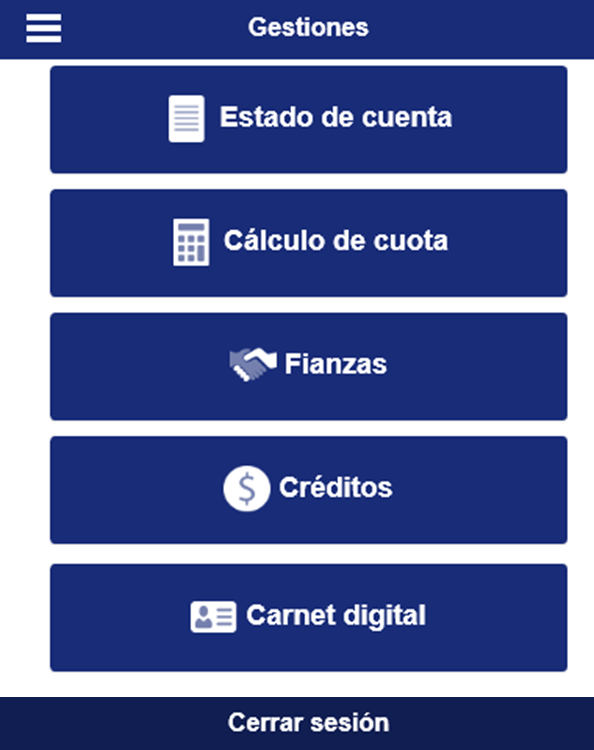 Gestiones
Estado de cuenta
Cálculo de cuota
Fianzas
$ Créditos
Carnet digital
Cerrar sesión